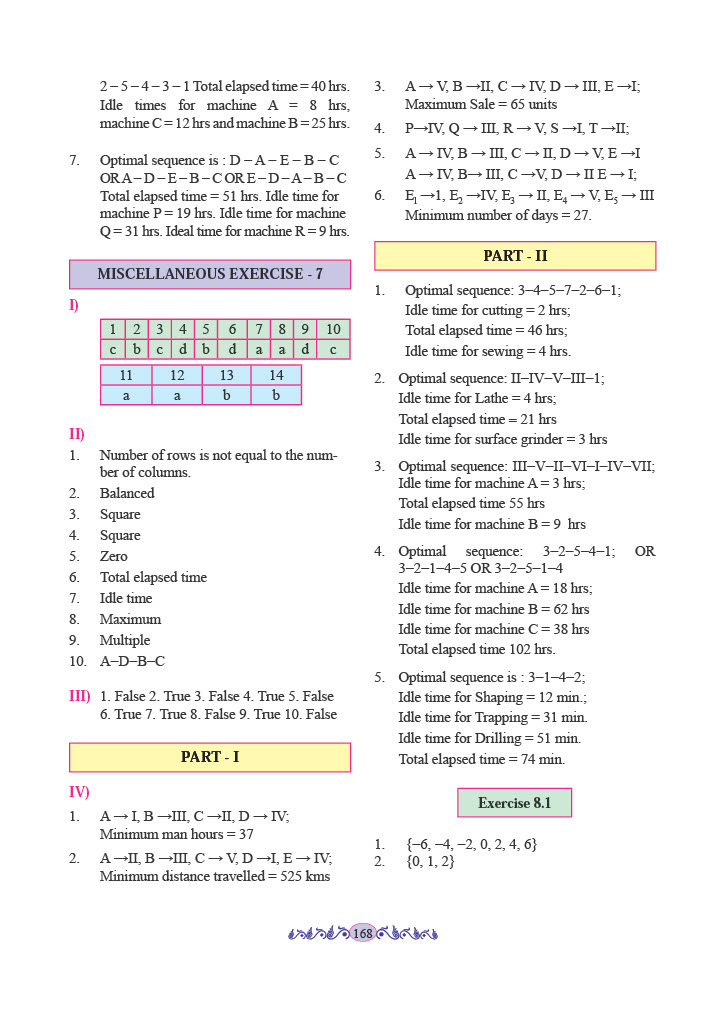 2 – 5 – 4 – 3 – 1 Total elapsed time = 40 hrs.
Idle times for machine A = 8 hrs,
machine C = 12 hrs and machine B = 25 hrs.
7. Optimal sequence is : D – A – E – B – C
OR A – D – E – B – C OR E – D – A – B – C
Total elapsed time = 51 hrs. Idle time for
machine P = 19 hrs. Idle time for machine
Q = 31 hrs. Ideal time for machine R = 9 hrs.
MISCELLANEOUS EXERCISE - 7
I)
1 2 3 4 5 6 7 8 9 10
c b c d b d a a d c
11 12 13 14
a a b b
II)
1. Number of rows is not equal to the num-
ber of columns.
2. Balanced
3. Square
4. Square
5. Zero
6. Total elapsed time
7. Idle time
8. Maximum
9. Multiple
10. A–D–B–C
III) 1. False 2. True 3. False 4. True 5. False
6. True 7. True 8. False 9. True 10. False
PART - I
IV)
1. A → I, B →III, C →II, D → IV;
Minimum man hours = 37
2. A →II, B →III, C → V, D →I, E → IV;
Minimum distance travelled = 525 kms
3. A → V, B →II, C → IV, D → III, E →I;
Maximum Sale = 65 units
4. P→IV, Q → III, R → V, S →I, T →II;
5. A → IV, B → III, C → II, D → V, E →I
A → IV, B→ III, C →V, D → II E → I;
6. E₁ →1, E₂ →IV, E₃ → II, E₄ → V, E₅ → III
Minimum number of days = 27.
PART - II
1. Optimal sequence: 3–4–5–7–2–6–1;
Idle time for cutting = 2 hrs;
Total elapsed time = 46 hrs;
Idle time for sewing = 4 hrs.
2. Optimal sequence: II–IV–V–III–1;
Idle time for Lathe = 4 hrs;
Total elapsed time = 21 hrs
Idle time for surface grinder = 3 hrs
3. Optimal sequence: III–V–II–VI–I–IV–VII;
Idle time for machine A = 3 hrs;
Total elapsed time 55 hrs
Idle time for machine B = 9 hrs
4. Optimal sequence: 3–2–5–4–1; OR
3–2–1–4–5 OR 3–2–5–1–4
Idle time for machine A = 18 hrs;
Idle time for machine B = 62 hrs
Idle time for machine C = 38 hrs
Total elapsed time 102 hrs.
5. Optimal sequence is : 3–1–4–2;
Idle time for Shaping = 12 min.;
Idle time for Trapping = 31 min.
Idle time for Drilling = 51 min.
Total elapsed time = 74 min.
Exercise 8.1
1. {–6, –4, –2, 0, 2, 4, 6}
2. {0, 1, 2}
168